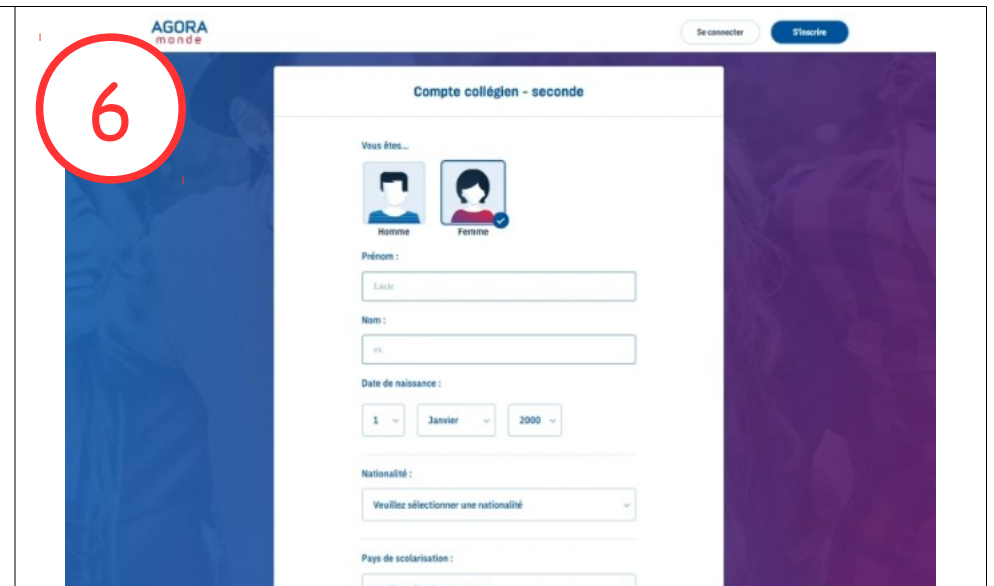 AGORA
monde
Se connecter
S'inscrire
6
Compte collégien - seconde
Vous êtes...
Homme
Femme
Prénom :
Lucie
Nom :
ex
Date de naissance :
1
Janvier
2000
Nationalité :
Veuillez sélectionner une nationalité
Pays de scolarisation :